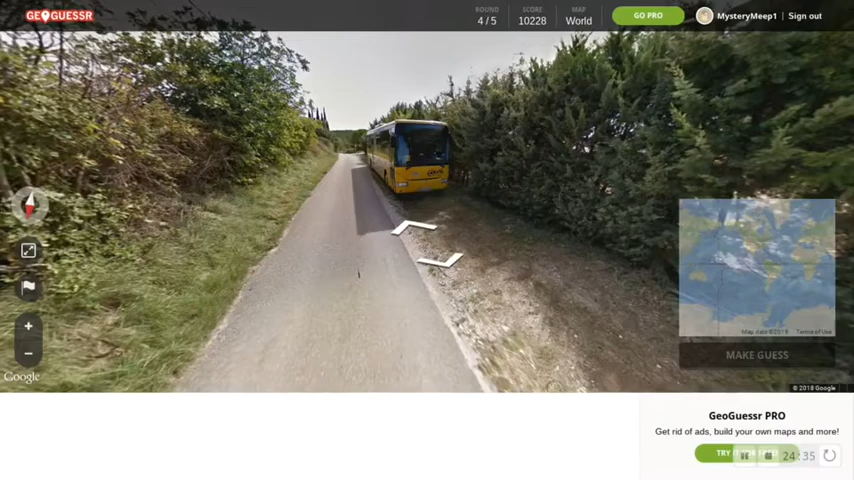 GEOGUESSR
ROUND
4 / 5
SCORE
10228
MAP
World
GO PRO
MysteryMeep1 | Sign out
Map data ©2018 Terms of Use
MAKE GUESS
Google
© 2018 Google
GeoGuessr PRO
Get rid of ads, build your own maps and more!
TRY
24:35